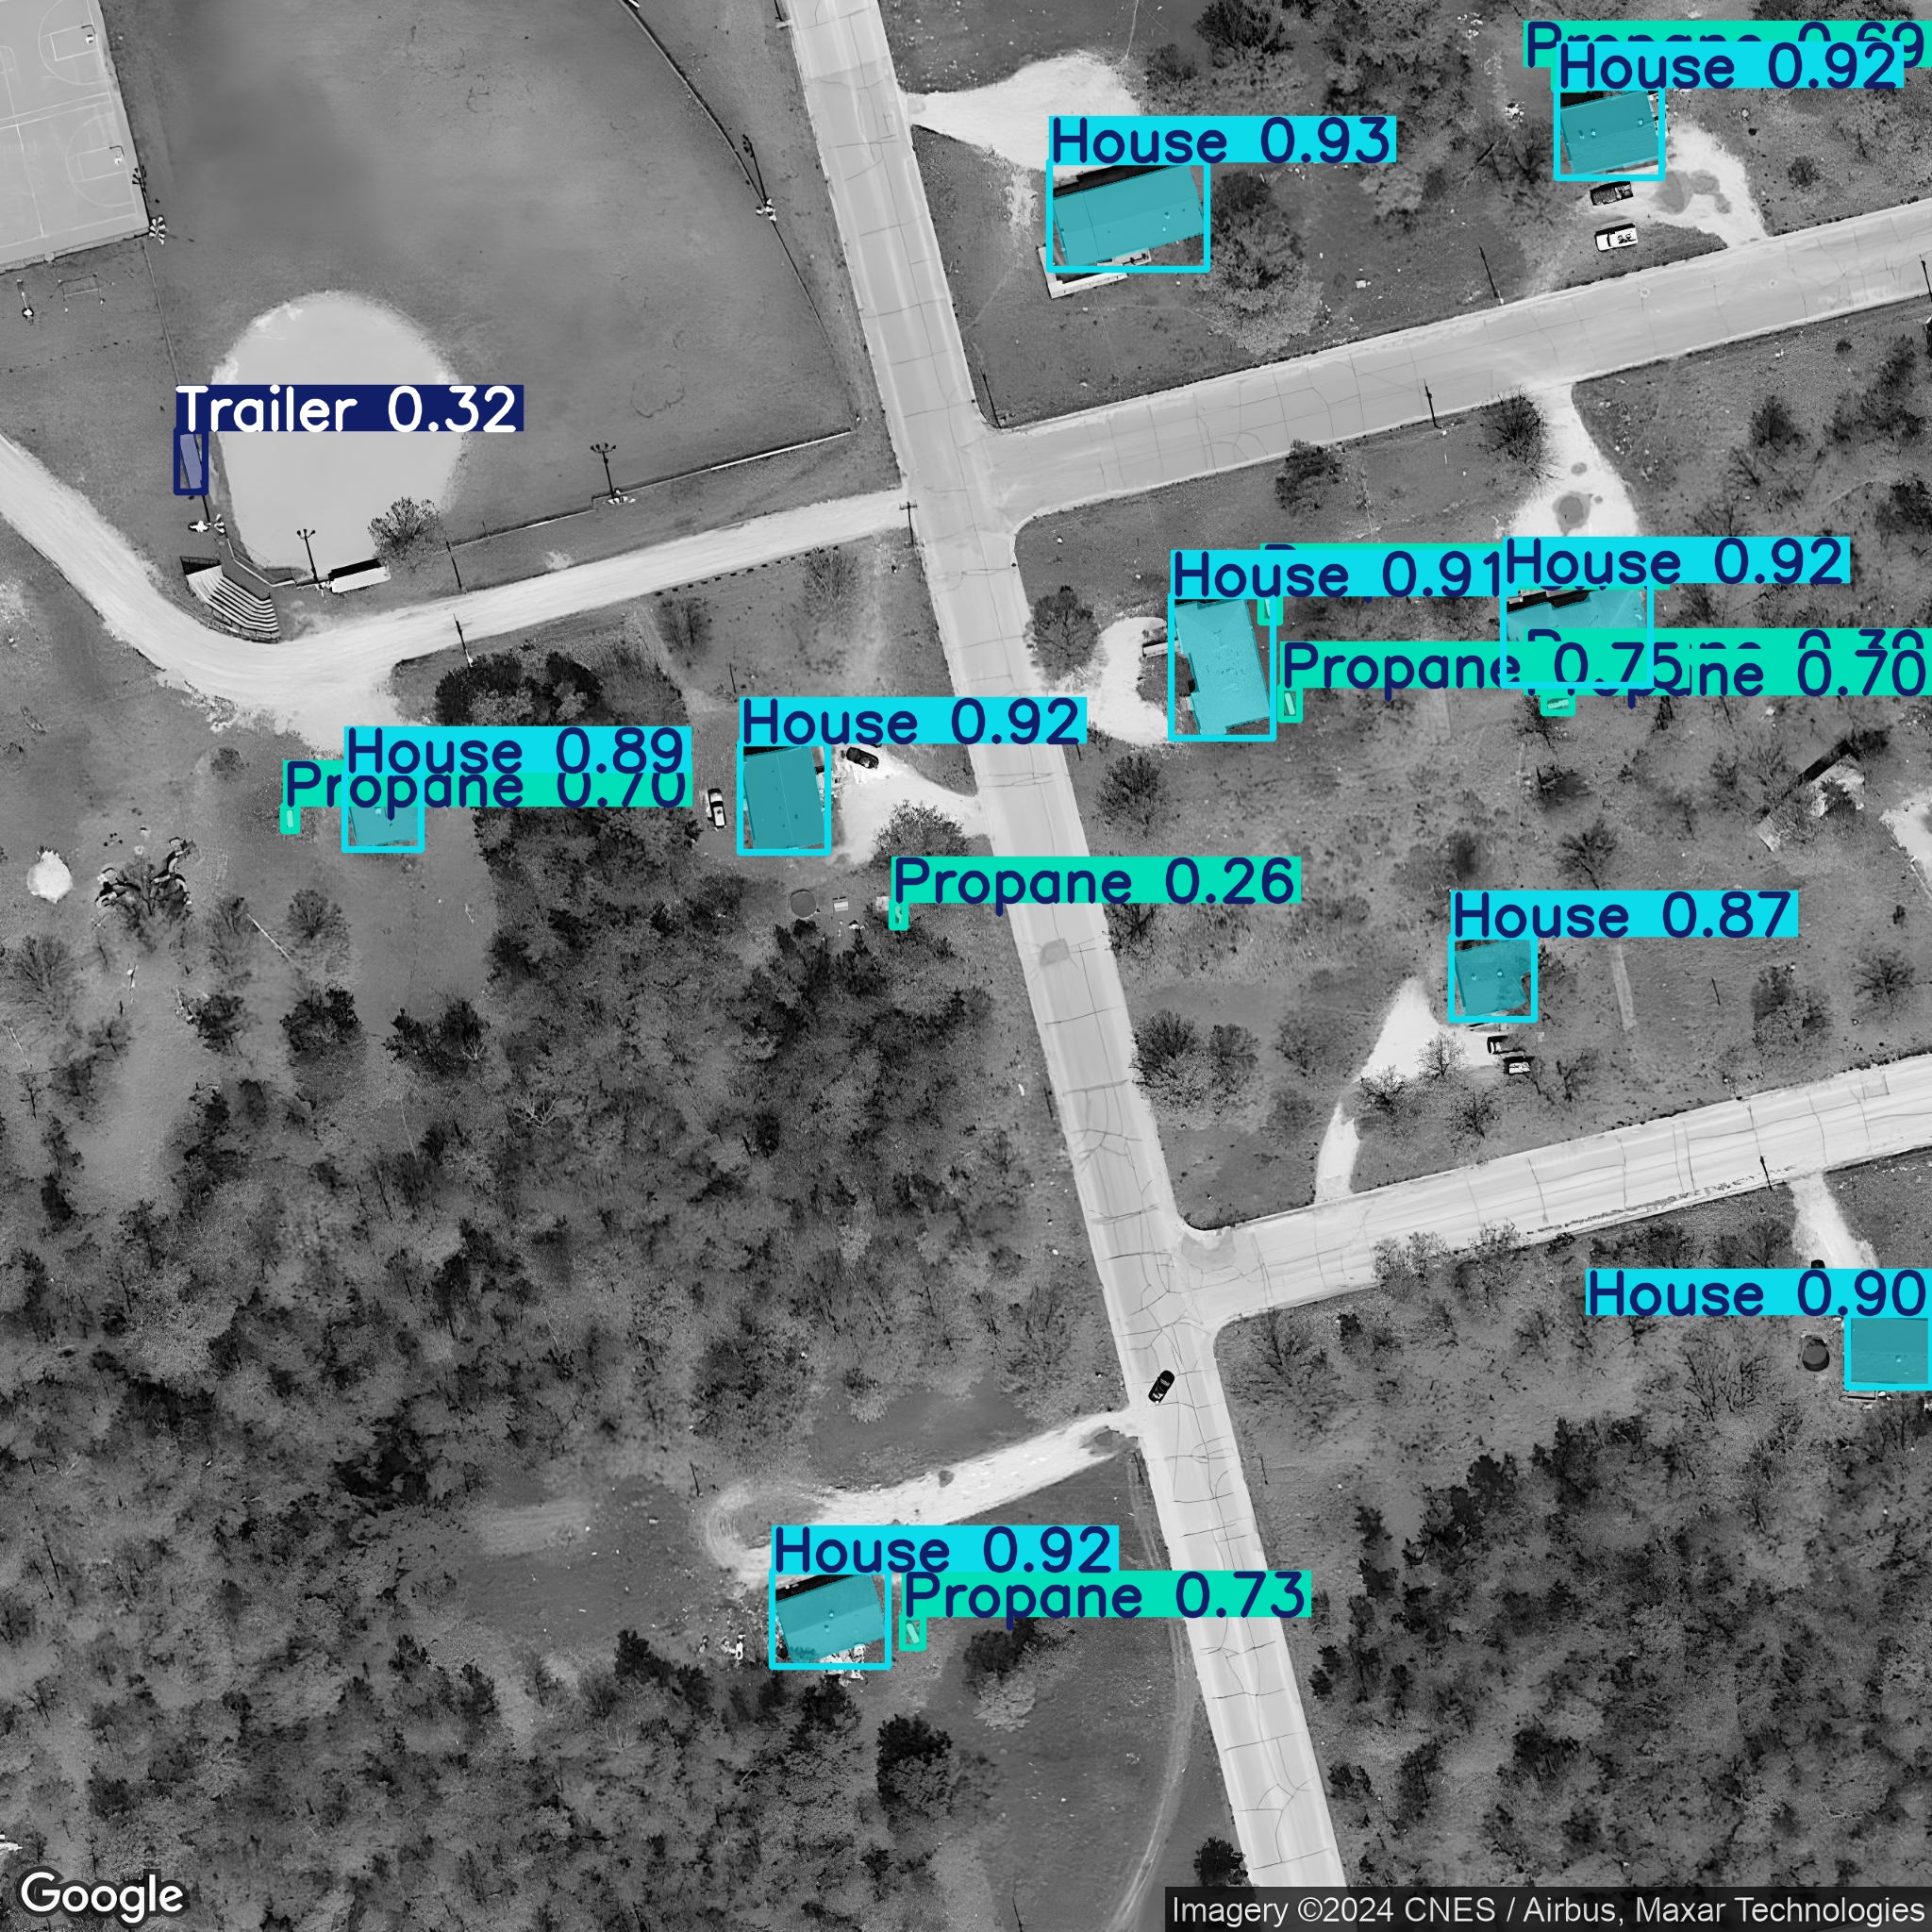 Propane 0.69
House 0.92
House 0.93
Trailer 0.32
House 0.91
House 0.92
Propane 0.75
Propane 0.70
House 0.92
House 0.89
Propane 0.70
Propane 0.26
House 0.87
House 0.90
House 0.92
Propane 0.73
Google
Imagery ©2024 CNES / Airbus, Maxar Technologies